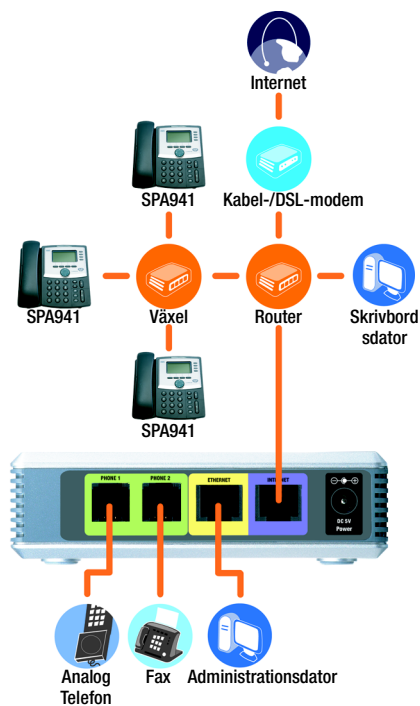 Internet
SPA941
Kabel-/DSL-modem
SPA941
Växel
Router
Skrivbord
sdator
SPA941
PHONE 1
PHONE 2
ETHERNET
INTERNET
DC 5V
Power
Analog
Telefon
Fax
Administrationsdator